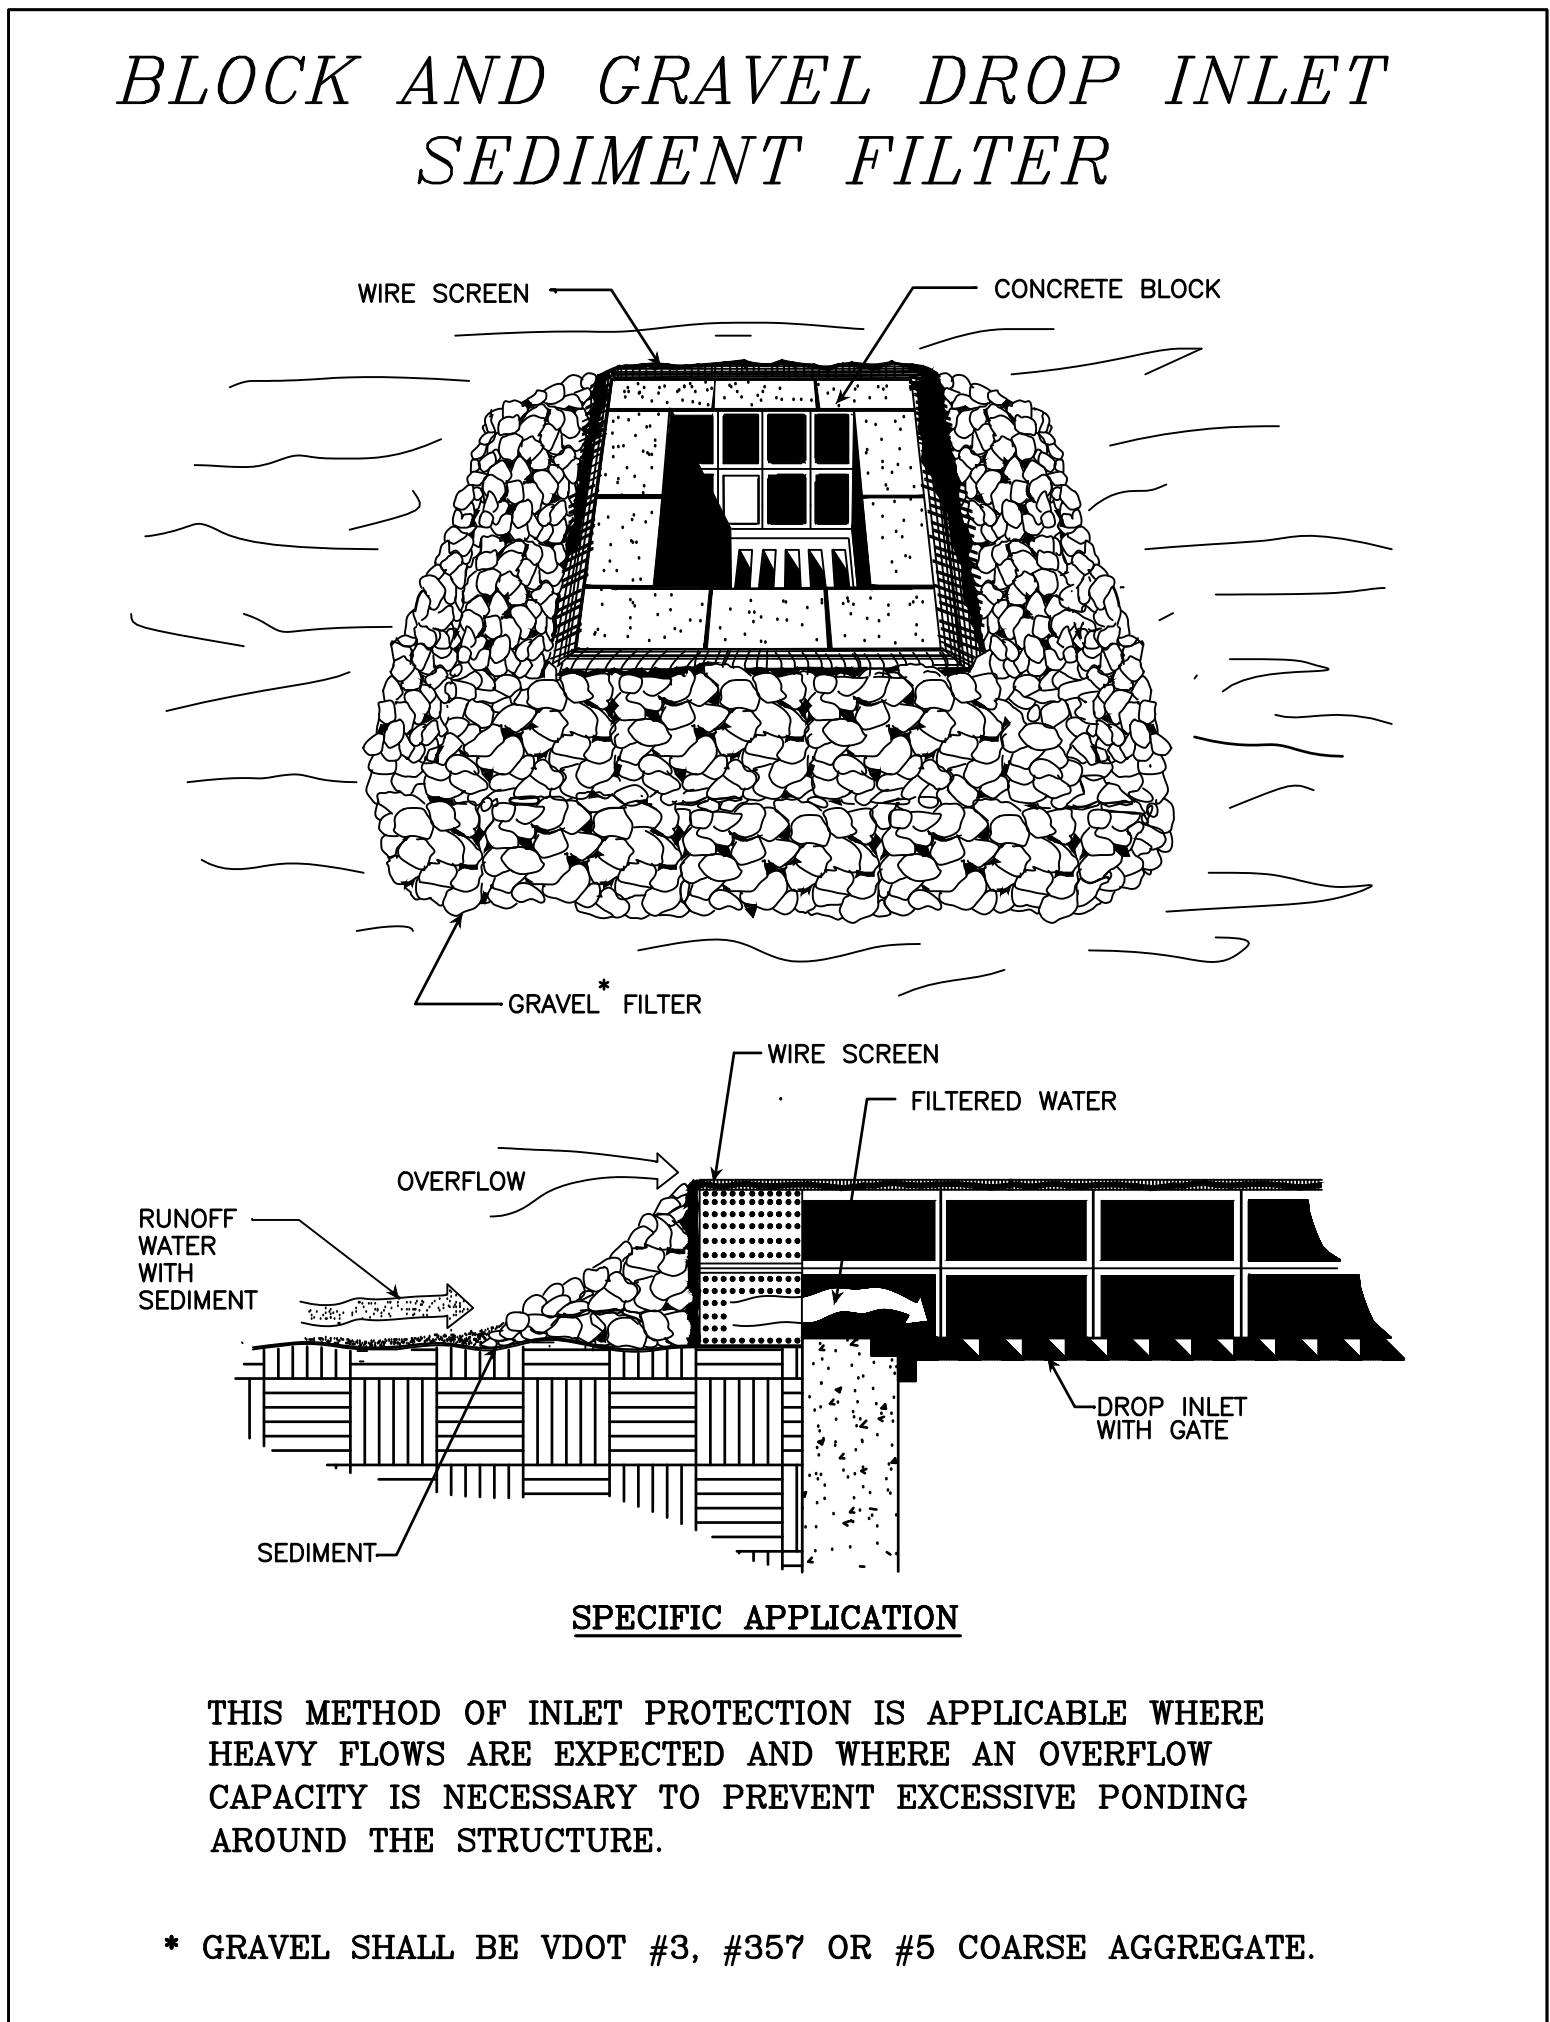 BLOCK AND GRAVEL DROP INLET
SEDIMENT FILTER
WIRE SCREEN
CONCRETE BLOCK
GRAVEL* FILTER
WIRE SCREEN
FILTERED WATER
OVERFLOW
RUNOFF
WATER
WITH
SEDIMENT
DROP INLET
WITH GATE
SEDIMENT
SPECIFIC APPLICATION
THIS METHOD OF INLET PROTECTION IS APPLICABLE WHERE
HEAVY FLOWS ARE EXPECTED AND WHERE AN OVERFLOW
CAPACITY IS NECESSARY TO PREVENT EXCESSIVE PONDING
AROUND THE STRUCTURE.
* GRAVEL SHALL BE VDOT #3, #357 OR #5 COARSE AGGREGATE.